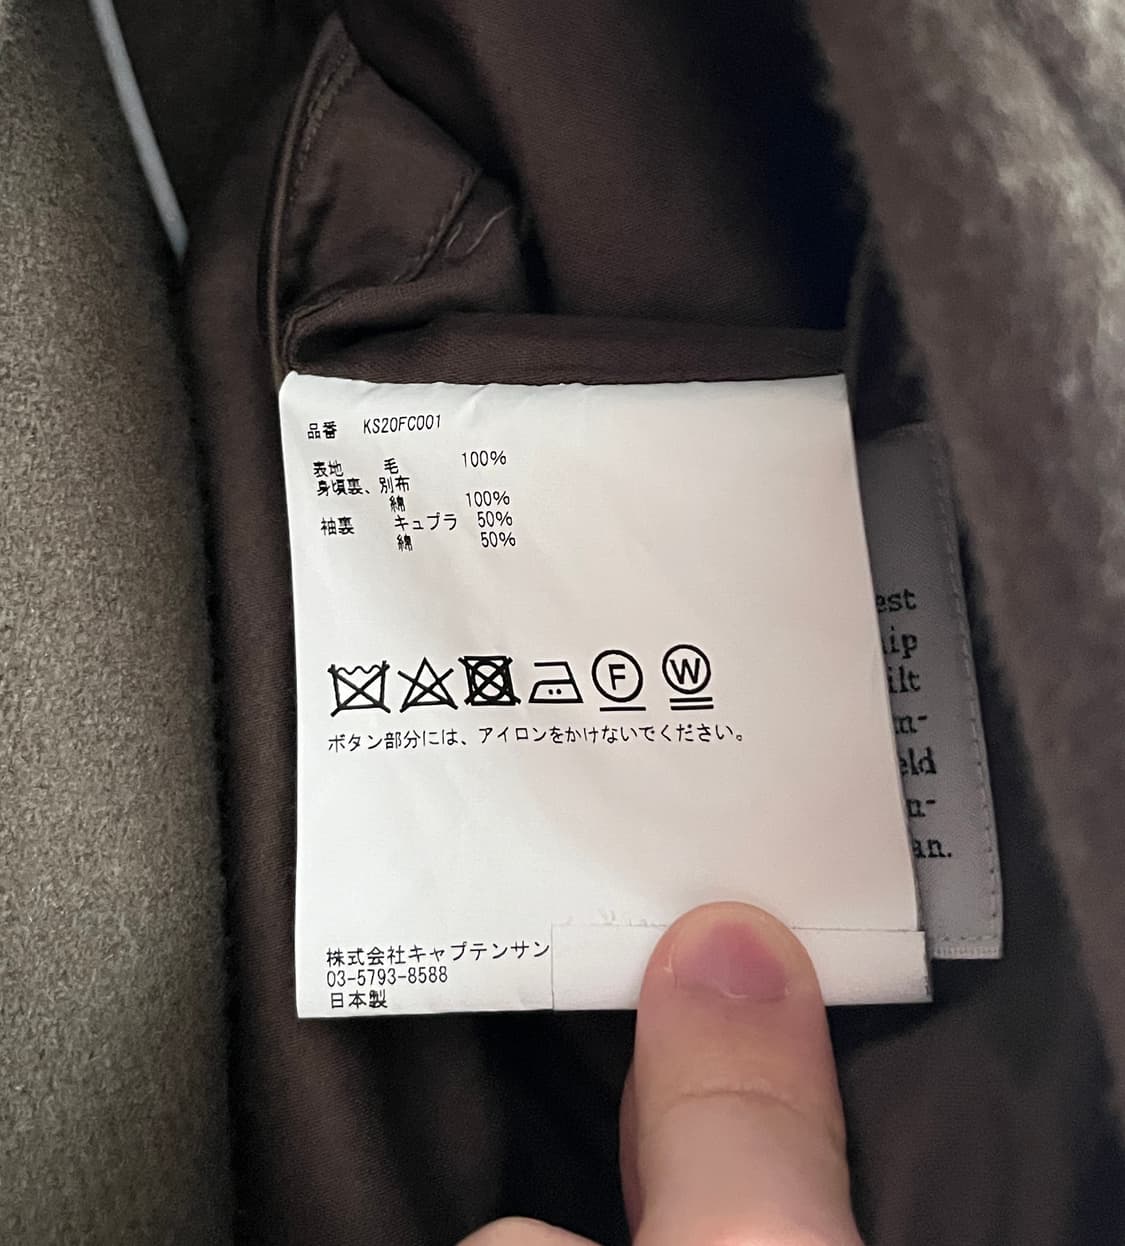 品番 KS20FC001
表地 毛 100%
身頃裏、別布
綿 100%
袖裏 キュプラ 50%
綿 50%
F W
ボタン部分には、アイロンをかけないでください。
株式会社キャプテンサン
03-5793-8588
日本製
est
ip
ilt
m-
eld
n-
an.